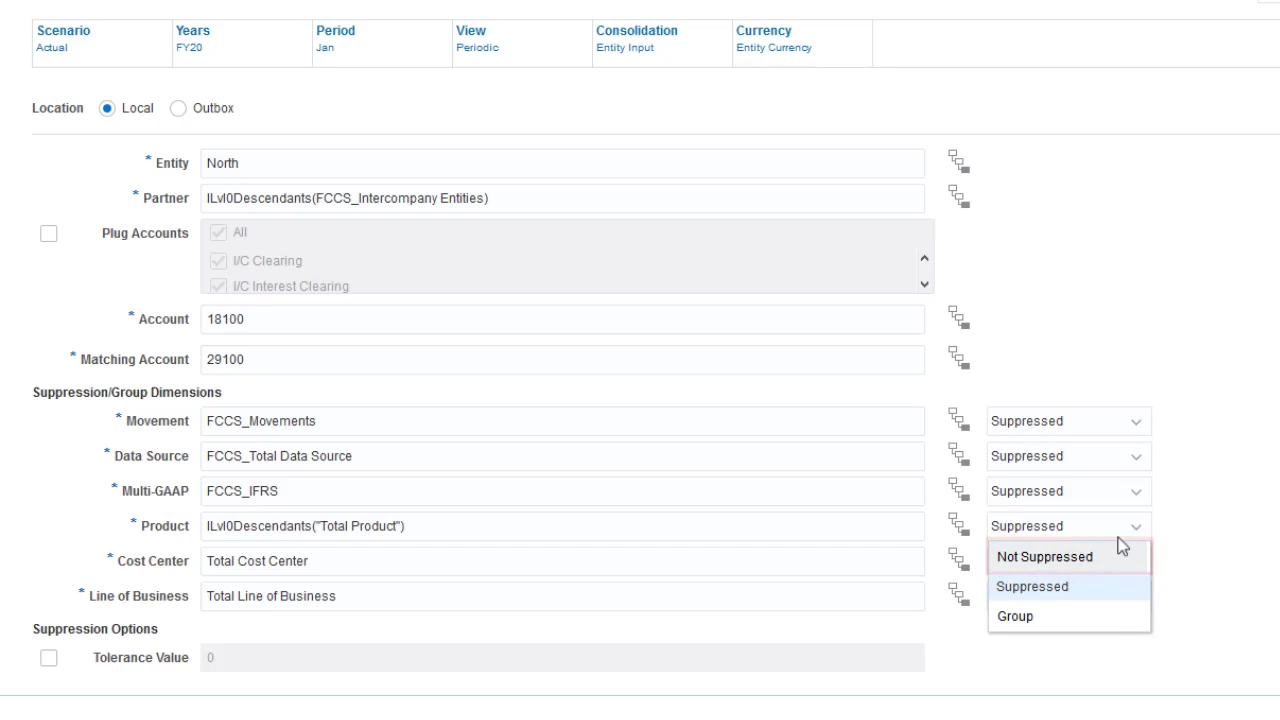 Scenario Years Period View Consolidation Currency
Actual FY20 Jan Periodic Entity Input Entity Currency
Location Local Outbox
* Entity North
* Partner ILvl0Descendants(FCCS_Intercompany Entities)
Plug Accounts All
I/C Clearing
I/C Interest Clearing
* Account 18100
* Matching Account 29100
Suppression/Group Dimensions
* Movement FCCS_Movements Suppressed
* Data Source FCCS_Total Data Source Suppressed
* Multi-GAAP FCCS_IFRS Suppressed
* Product ILvl0Descendants("Total Product") Suppressed
* Cost Center Total Cost Center Not Suppressed
Suppressed
* Line of Business Total Line of Business
Group
Suppression Options
Tolerance Value 0